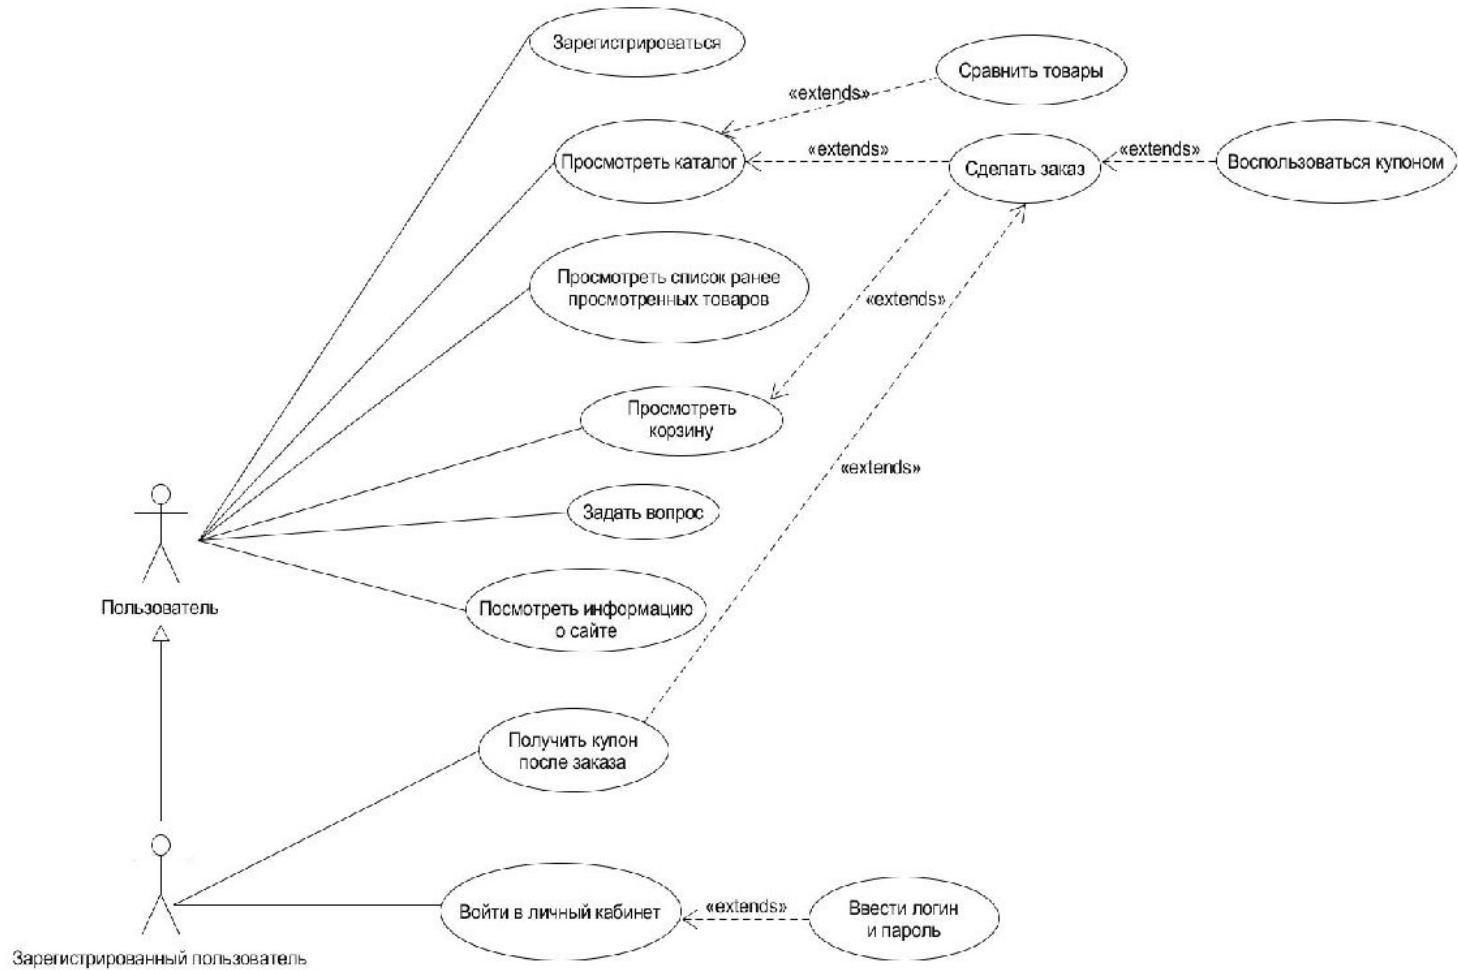 Зарегистрироваться
Сравнить товары
«extends»
Просмотреть каталог
«extends»
Сделать заказ
«extends»
Воспользоваться купоном
Просмотреть список ранее
просмотренных товаров
«extends»
Просмотреть
корзину
«extends»
Задать вопрос
Пользователь
Посмотреть информацию
о сайте
Получить купон
после заказа
Войти в личный кабинет
«extends»
Ввести логин
и пароль
Зарегистрированный пользователь